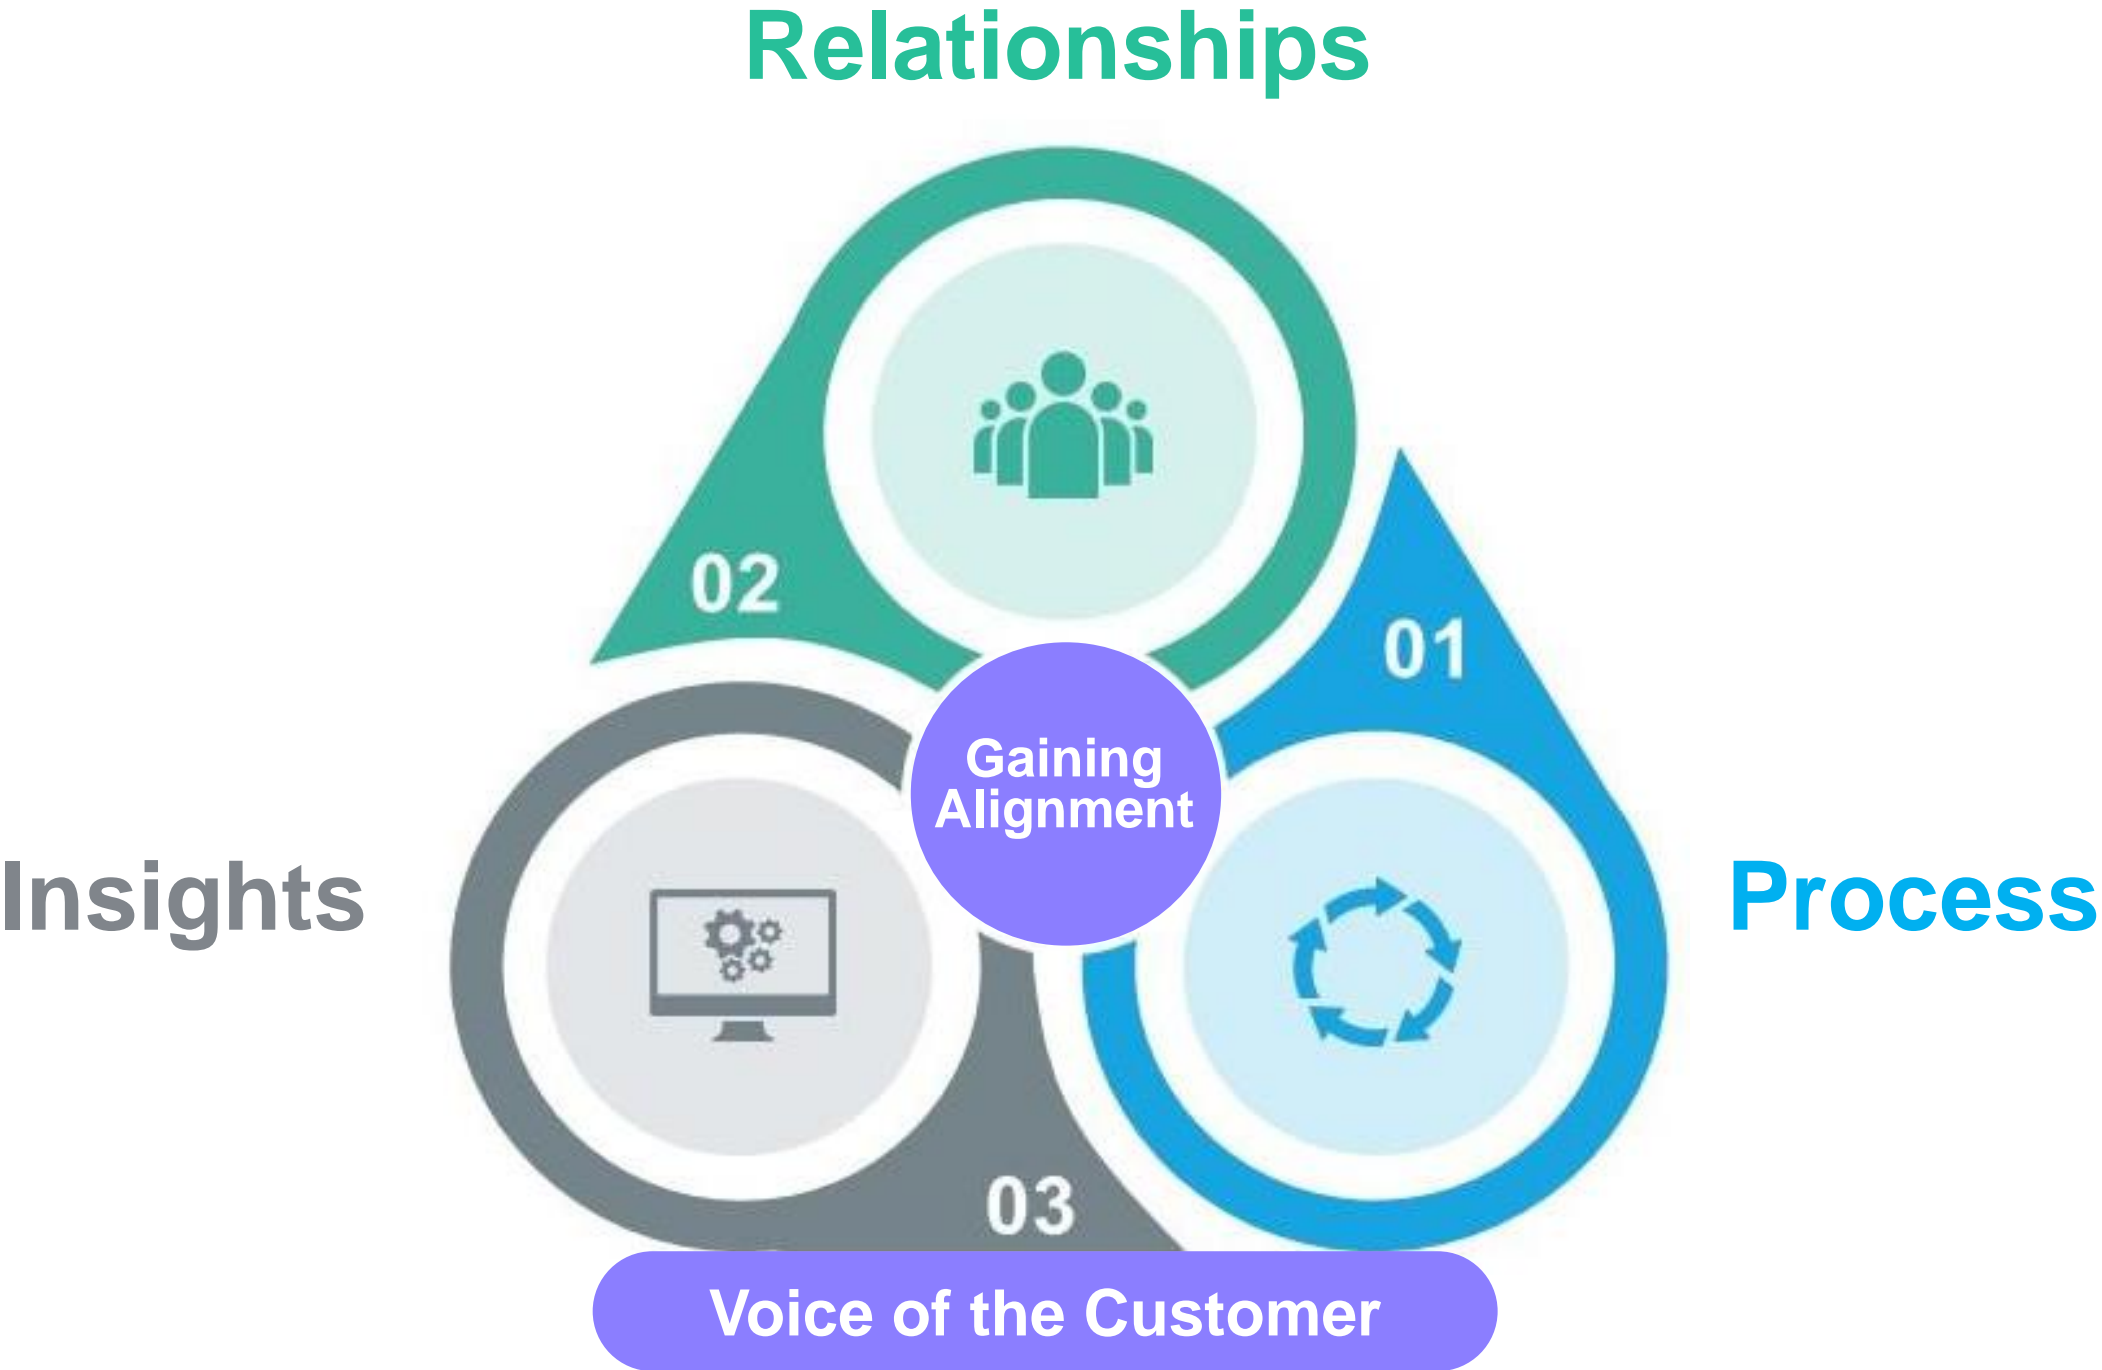 Relationships
02
01
Gaining
Alignment
Insights
Process
03
Voice of the Customer